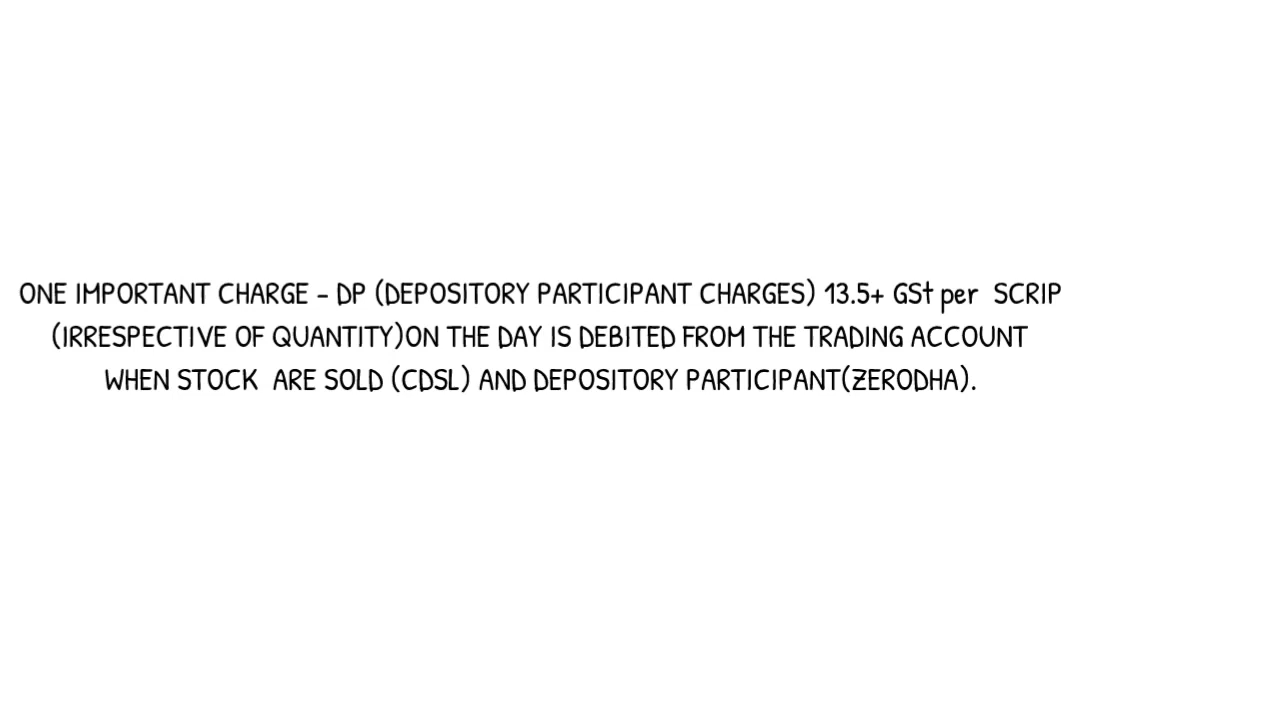 ONE IMPORTANT CHARGE - DP (DEPOSITORY PARTICIPANT CHARGES) 13.5+ GSt per SCRIP
(IRRESPECTIVE OF QUANTITY)ON THE DAY IS DEBITED FROM THE TRADING ACCOUNT
WHEN STOCK ARE SOLD (CDSL) AND DEPOSITORY PARTICIPANT(ZERODHA).